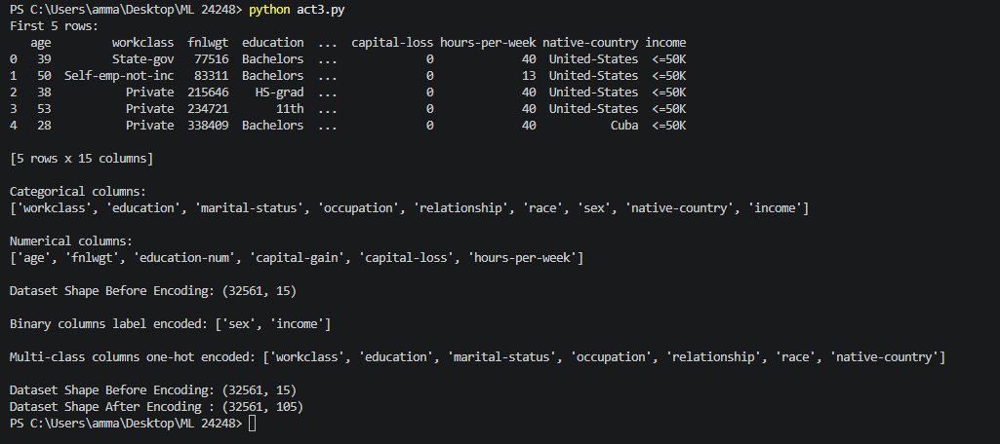 PS C:\Users\amma\Desktop\ML 24248> python act3.py
First 5 rows:
   age         workclass  fnlwgt  education  ...  capital-loss hours-per-week native-country income
0   39         State-gov   77516  Bachelors  ...             0             40  United-States  <=50K
1   50  Self-emp-not-inc   83311  Bachelors  ...             0             13  United-States  <=50K
2   38           Private  215646    HS-grad  ...             0             40  United-States  <=50K
3   53           Private  234721       11th  ...             0             40  United-States  <=50K
4   28           Private  338409  Bachelors  ...             0             40           Cuba  <=50K
[5 rows x 15 columns]
Categorical columns:
['workclass', 'education', 'marital-status', 'occupation', 'relationship', 'race', 'sex', 'native-country', 'income']
Numerical columns:
['age', 'fnlwgt', 'education-num', 'capital-gain', 'capital-loss', 'hours-per-week']
Dataset Shape Before Encoding: (32561, 15)
Binary columns label encoded: ['sex', 'income']
Multi-class columns one-hot encoded: ['workclass', 'education', 'marital-status', 'occupation', 'relationship', 'race', 'native-country']
Dataset Shape Before Encoding: (32561, 15)
Dataset Shape After Encoding : (32561, 105)
PS C:\Users\amma\Desktop\ML 24248>